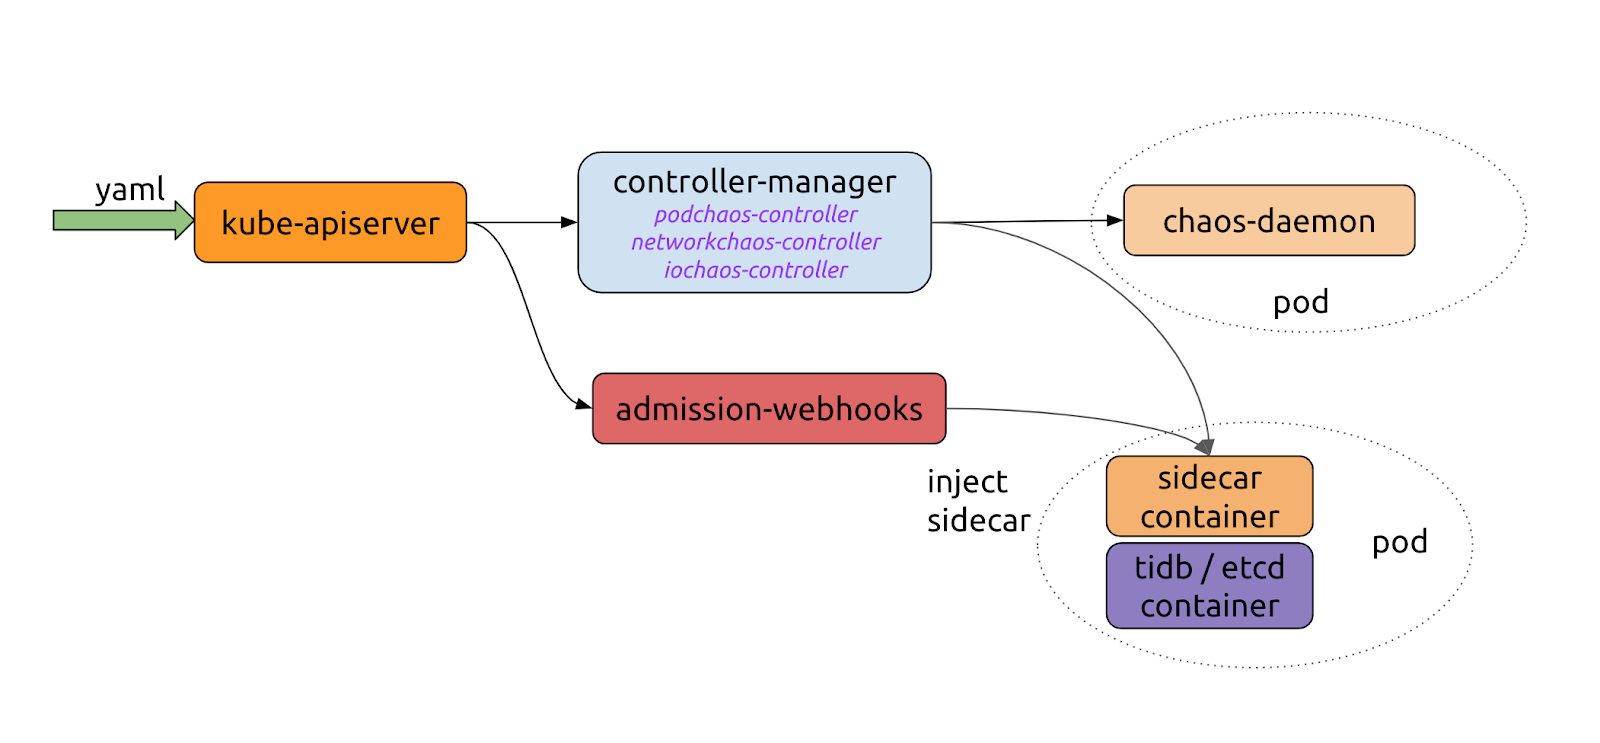 yaml
kube-apiserver
controller-manager
podchaos-controller
networkchaos-controller
iochaos-controller
chaos-daemon
pod
admission-webhooks
inject
sidecar
sidecar
container
tidb / etcd
container
pod